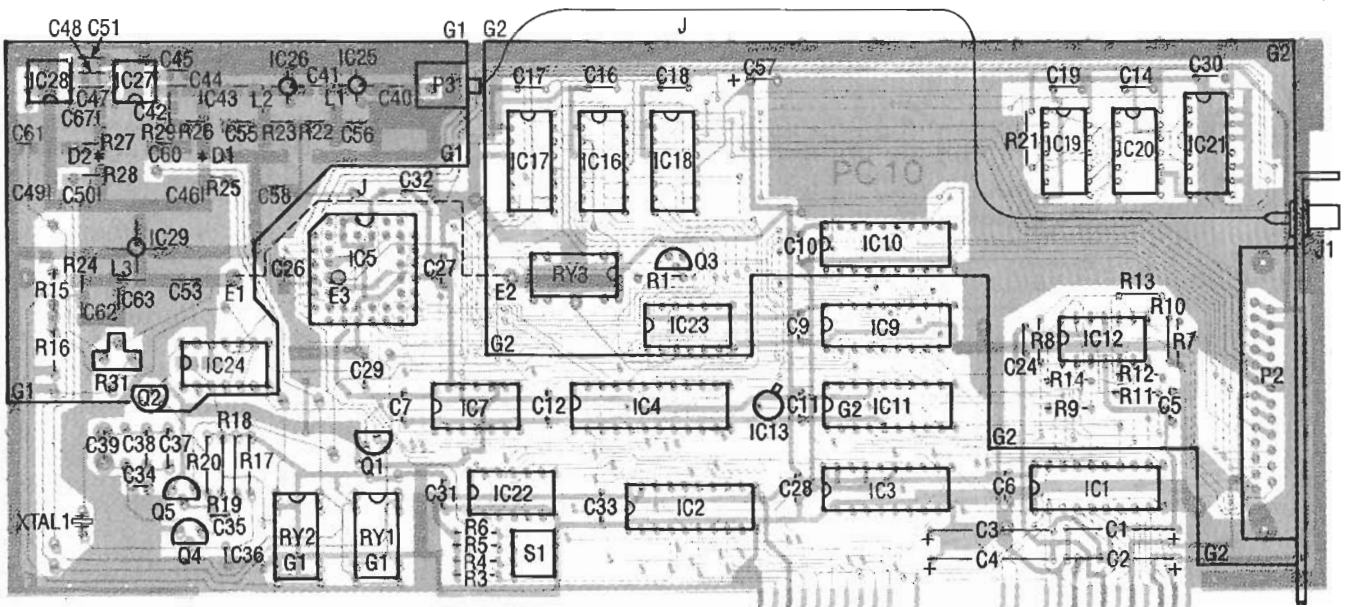 C48 C51 G1 G2 J
IC28 IC27 C45 C44 IC26 C41 IC25 P3 C17 C16 C18 + C57 C19 C14 C30 G2
C47 C42 IC43 L2 L1 C40
C67
C61 R27 R29 R26 C55 R23 R22 C56 IC17 IC16 IC18 R21 IC19 IC20 IC21
D2 C60 D1 G1 PC10
R28
C49 C50 C46 R25 C58 J C32
IC29 IC5 C10 IC10 J1
R24 L3 C26 C27 RY3 R1 Q3
R15 C62 IC63 C53 E1 E3 E2 R13
R16 IC23 C9 IC9 R10
R8 IC12 R7
R31 IC24 G2 C24
C29 R14 R12 P2
G1 Q2 C7 IC7 C12 IC4 IC13 C11 G2 IC11 R9 R11 C5
R18
C39 C38 C37 R20 R17 Q1 G2
C34 R19 C31 IC22 C33 IC2 C28 IC3 C6 IC1
XTAL1 Q5 C35 R6
RY2 RY1 R5 S1 C3 C1
Q4 C36 G1 G1 R4 + C4 C2 + G2
R3 + +